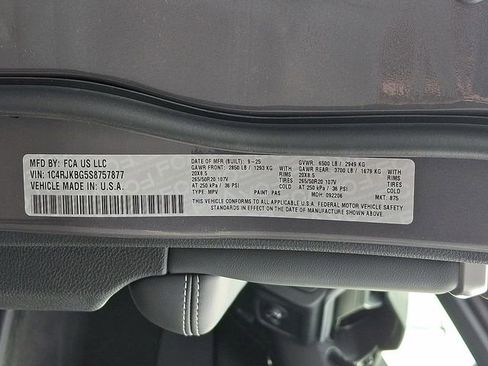 MFD BY: FCA US LLC
VIN: 1C4RJKBG5S8757877
VEHICLE MADE IN U.S.A.
DATE OF MFR (BUILT): 9-25
GVWR: 6500 LB / 2949 KG
GAWR FRONT: 2850 LB / 1293 KG WITH
GAWR REAR: 3700 LB / 1679 KG WITH
20X8.5 RIMS
20X8.5 RIMS
265/50R20 107V TIRES
265/50R20 107V TIRES
AT 250 kPa / 36 PSI
AT 250 kPa / 36 PSI
TYPE: MPV
PAINT: PAS
MDH: 092206
MKT: 875
THIS VEHICLE CONFORMS TO ALL APPLICABLE U.S.A. FEDERAL MOTOR VEHICLE SAFETY
STANDARDS IN EFFECT ON THE DATE OF MANUFACTURE SHOWN ABOVE.